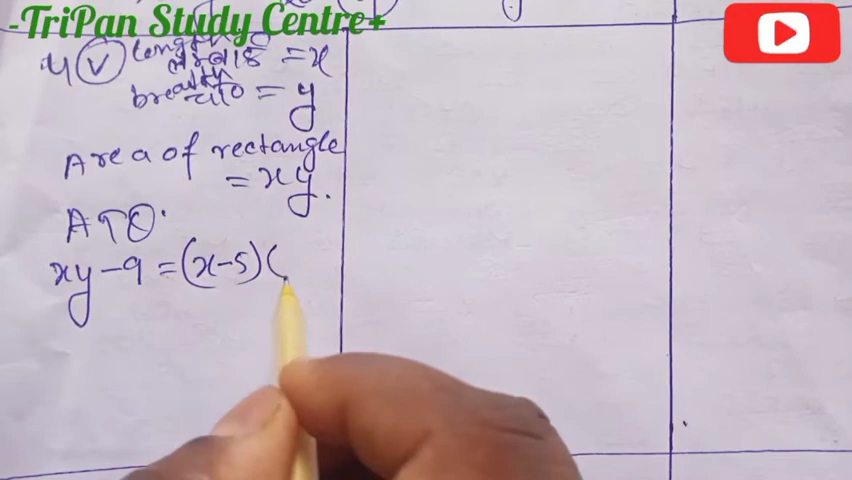 -TriPan Study Centre+
4 (v) length = x
breadth = y
Area of rectangle
= xy.
ATQ.
xy - 9 = (x-5)(